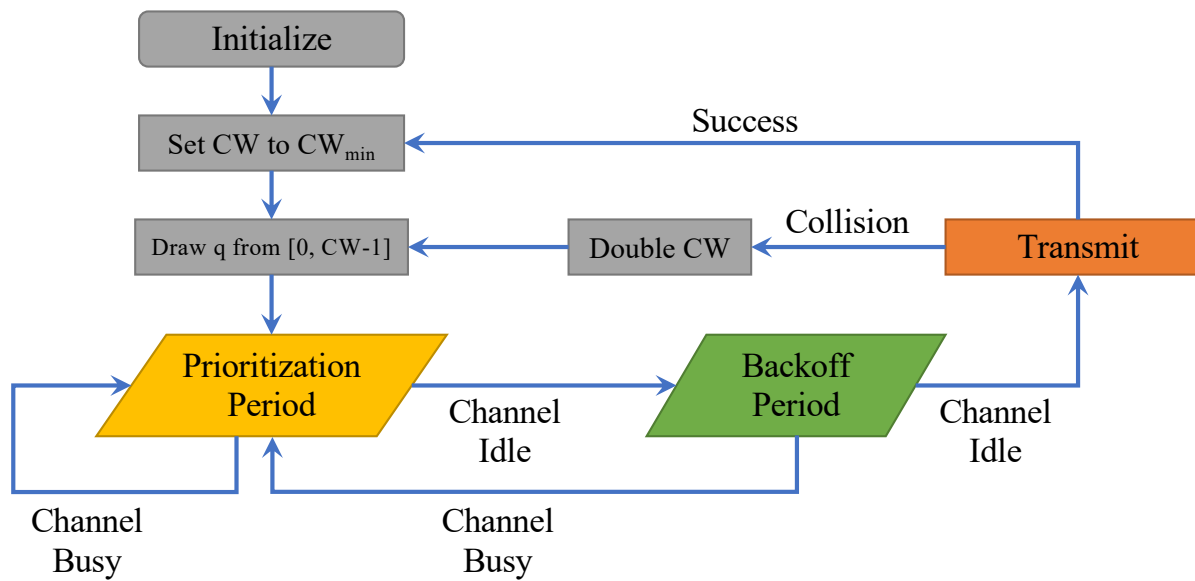 Initialize
Success
Set CW to CWmin
Collision
Draw q from [0, CW-1]
Double CW
Transmit
Prioritization
Period
Backoff
Period
Channel
Idle
Channel
Idle
Channel
Busy
Channel
Busy